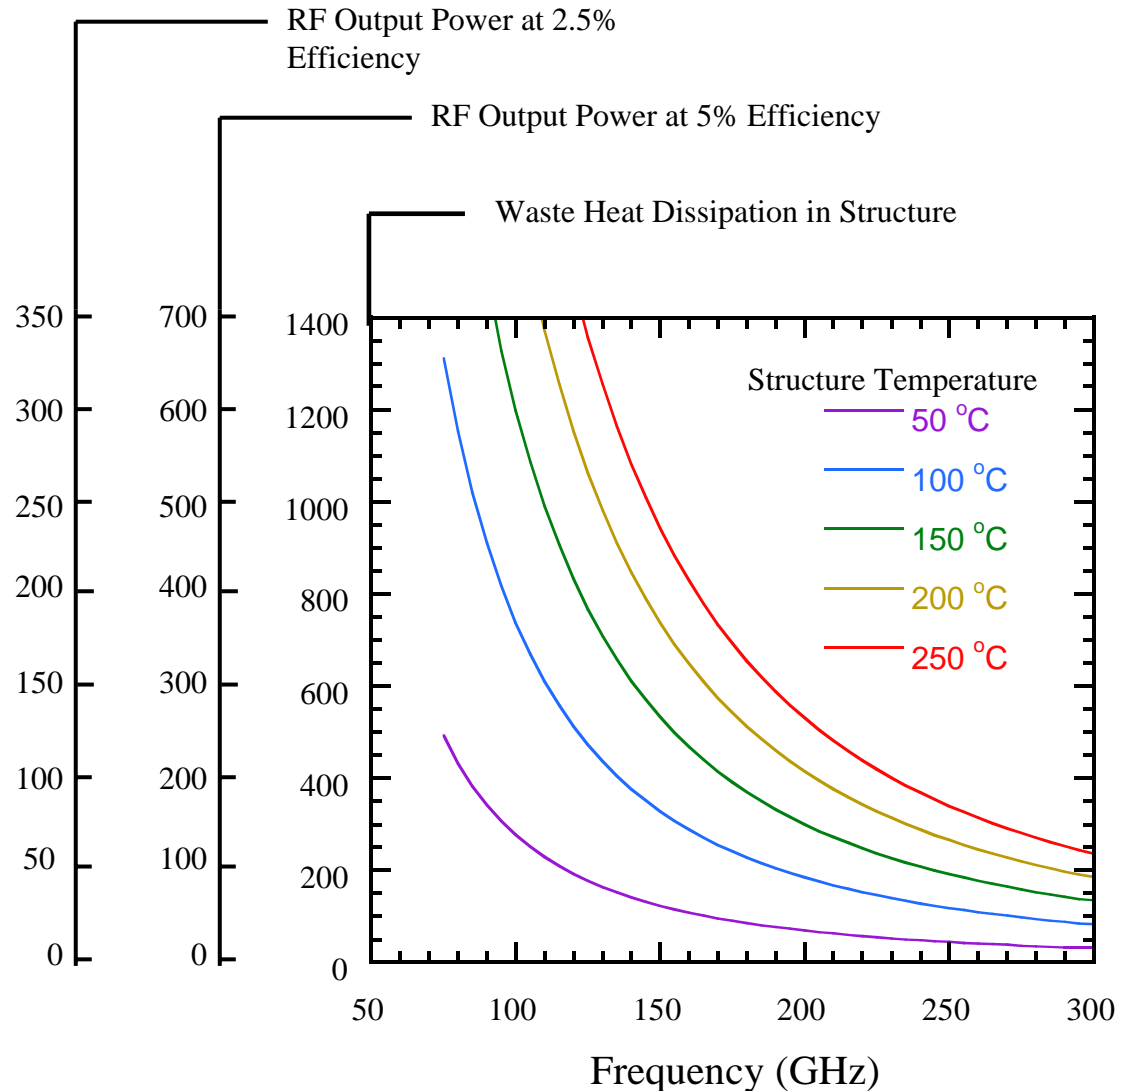 RF Output Power at 2.5%
Efficiency
RF Output Power at 5% Efficiency
Waste Heat Dissipation in Structure
350
300
250
200
150
100
50
0
700
600
500
400
300
200
100
0
1400
1200
1000
800
600
400
200
0
Structure Temperature
50 °C
100 °C
150 °C
200 °C
250 °C
50 100 150 200 250 300
Frequency (GHz)